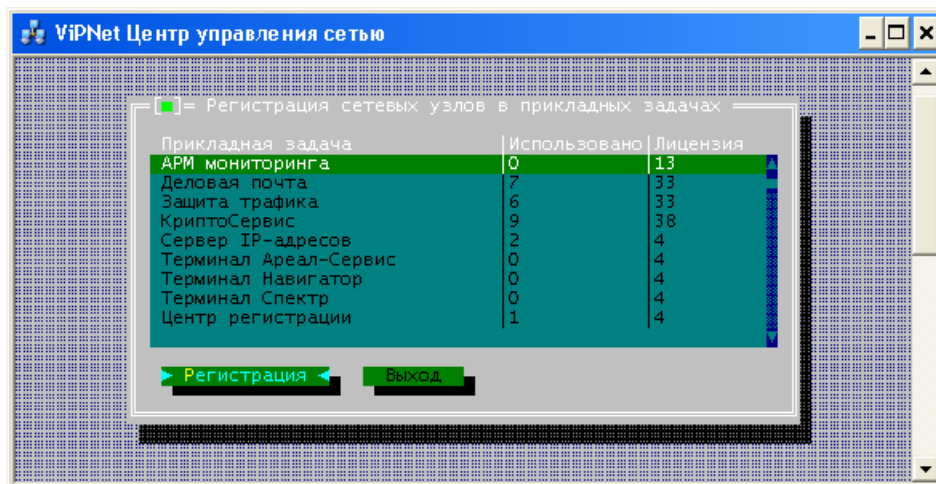 ViPNet Центр управления сетью
Регистрация сетевых узлов в прикладных задачах
Прикладная задача Использовано Лицензия
АРМ мониторинга 0 13
Деловая почта 7 33
Защита трафика 6 33
КриптоСервис 9 38
Сервер IP-адресов 2 4
Терминал Ареал-Сервис 0 4
Терминал Навигатор 0 4
Терминал Спектр 0 4
Центр регистрации 1 4
Регистрация Выход